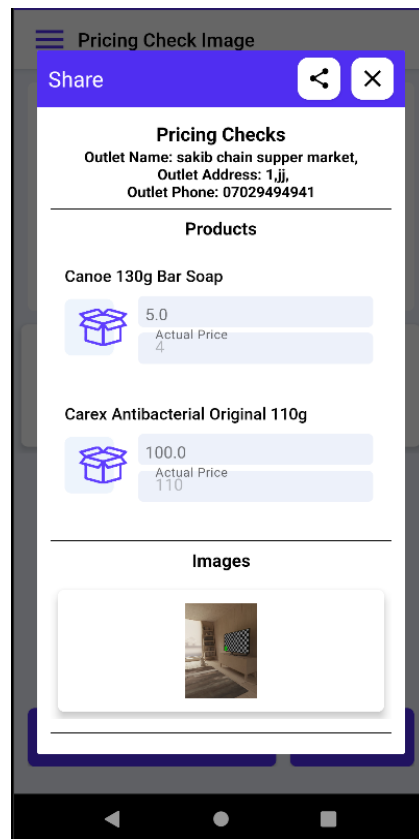 Pricing Check Image
Share
Pricing Checks
Outlet Name: sakib chain supper market,
Outlet Address: 1,jj,
Outlet Phone: 07029494941
Products
Canoe 130g Bar Soap
5.0
Actual Price
4
Carex Antibacterial Original 110g
100.0
Actual Price
110
Images